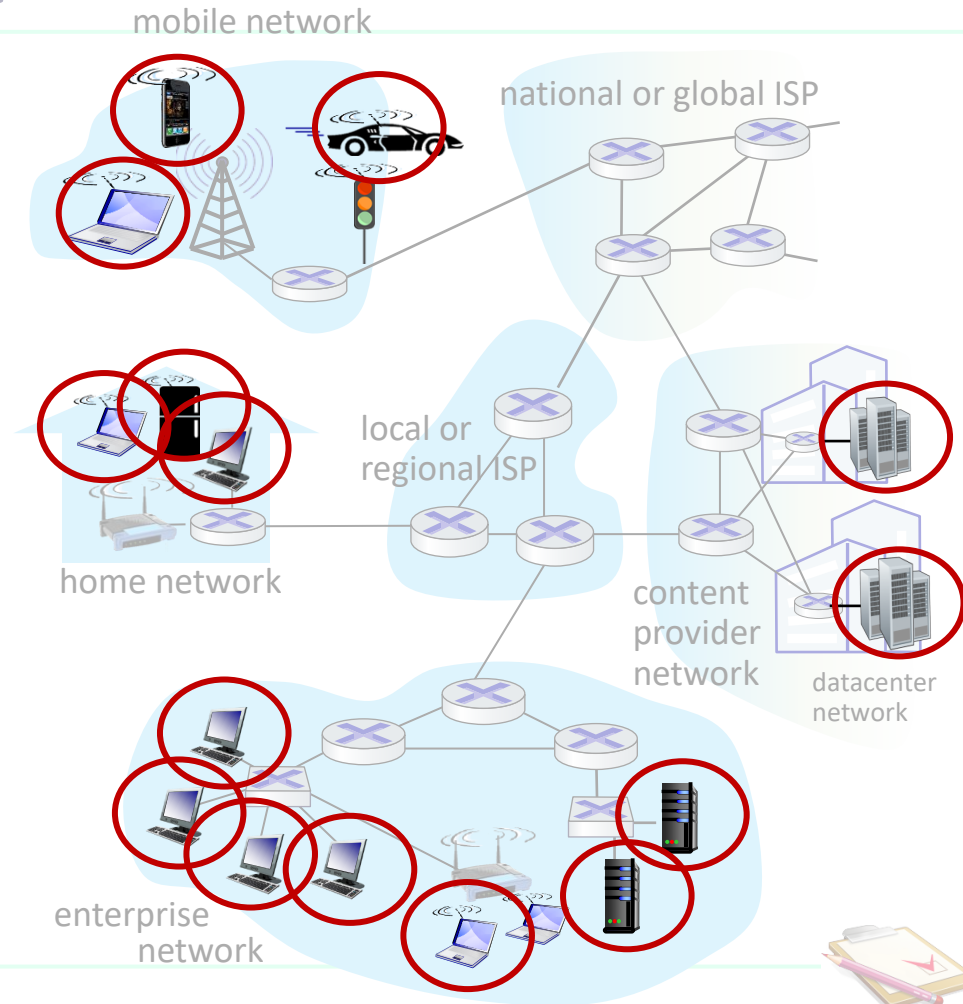 mobile network
national or global ISP
local or
regional ISP
home network
content
provider
network
datacenter
network
enterprise
network